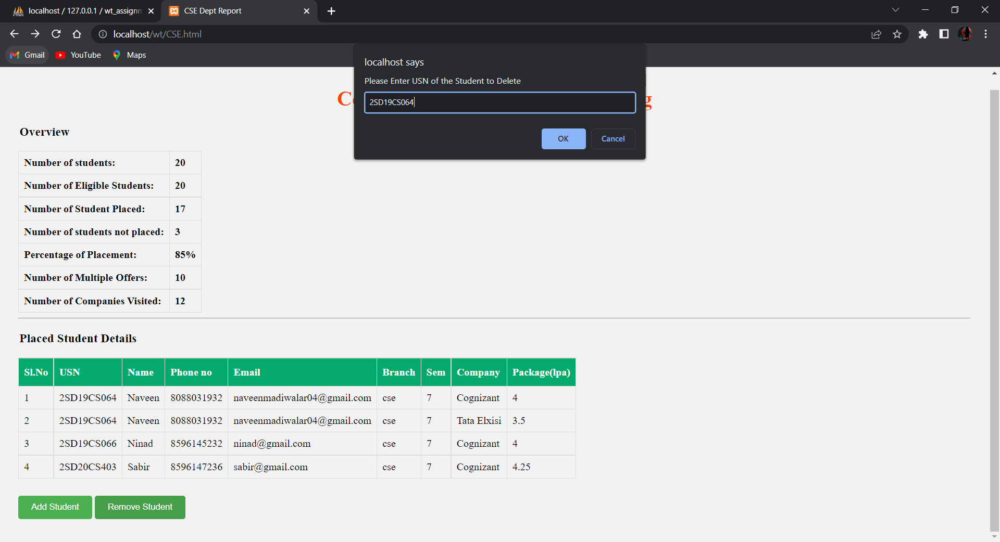 localhost / 127.0.0.1 / wt_assignm
CSE Dept Report
localhost/wt/CSE.html
Gmail YouTube Maps
localhost says
Please Enter USN of the Student to Delete
2SD19CS064
OK Cancel
Overview
Number of students: 20
Number of Eligible Students: 20
Number of Student Placed: 17
Number of students not placed: 3
Percentage of Placement: 85%
Number of Multiple Offers: 10
Number of Companies Visited: 12
Placed Student Details
Sl.No USN Name Phone no Email Branch Sem Company Package(lpa)
1 2SD19CS064 Naveen 8088031932 naveenmadiwalar04@gmail.com cse 7 Cognizant 4
2 2SD19CS064 Naveen 8088031932 naveenmadiwalar04@gmail.com cse 7 Tata Elxisi 3.5
3 2SD19CS066 Ninad 8596145232 ninad@gmail.com cse 7 Cognizant 4
4 2SD20CS403 Sabir 8596147236 sabir@gmail.com cse 7 Cognizant 4.25
Add Student Remove Student